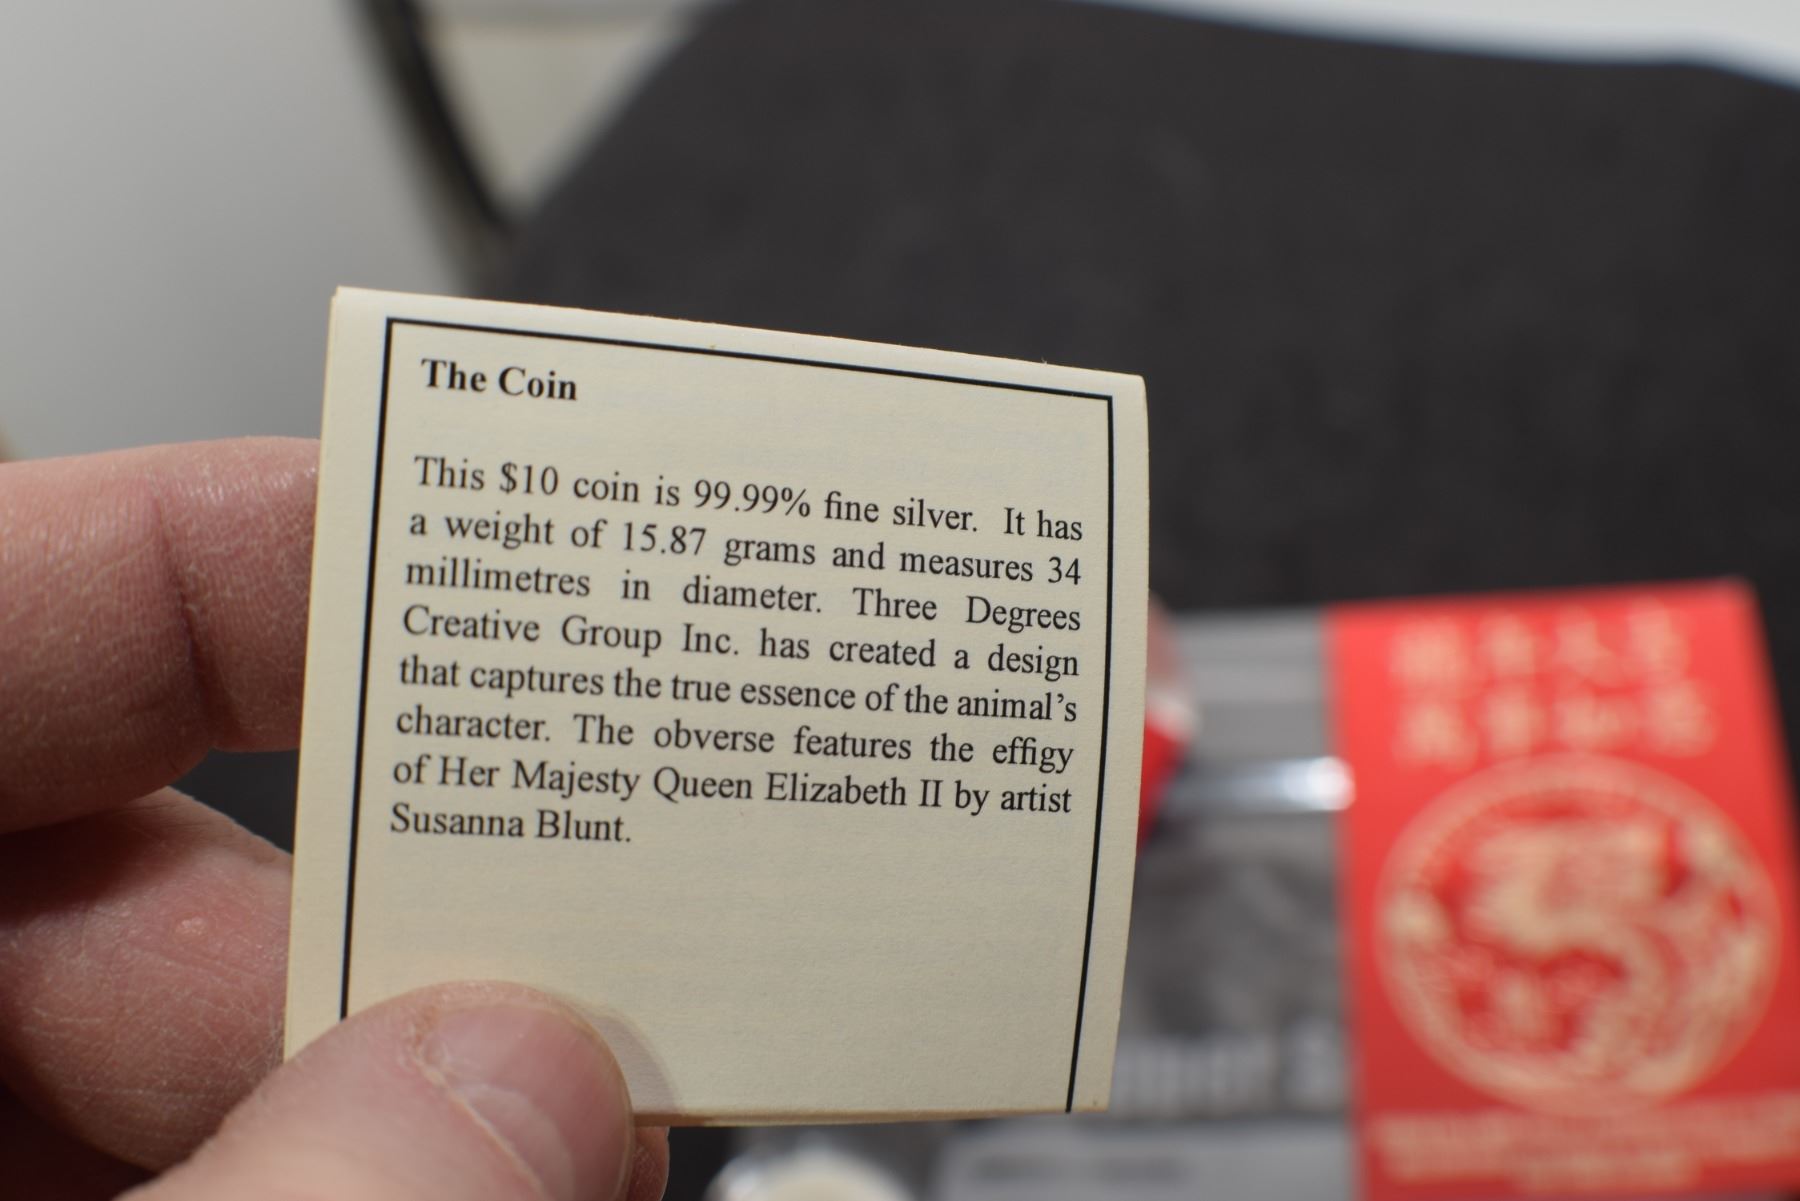 The Coin
This $10 coin is 99.99% fine silver. It has
a weight of 15.87 grams and measures 34
millimetres in diameter. Three Degrees
Creative Group Inc. has created a design
that captures the true essence of the animal's
character. The obverse features the effigy
of Her Majesty Queen Elizabeth II by artist
Susanna Blunt.